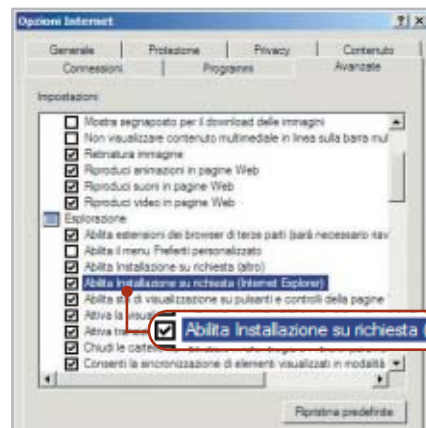 Opzioni Internet
Generale Protezione Privacy Contenuto
Connessioni Programmi Avanzate
Impostazioni:
Mostra segnaposto per il download delle immagini
Non visualizzare contenuto multimediale in linea sulla barra mul
Retinatura immagine
Riproduci animazioni in pagine Web
Riproduci suoni in pagine Web
Riproduci video in pagine Web
Esplorazione
Abilita estensioni dei browser di terze parti (sarà necessario riav
Abilita il menu Preferiti personalizzato
Abilita Installazione su richiesta (altro)
Abilita Installazione su richiesta (Internet Explorer)
Abilita stili di visualizzazione su pulsanti e controlli della pagine
Attiva la
Attiva
Abilita Installazione su richiesta (
Chiudi le
Consenti la sincronizzazione di elementi visualizzati in modalità
Ripristina predefinite